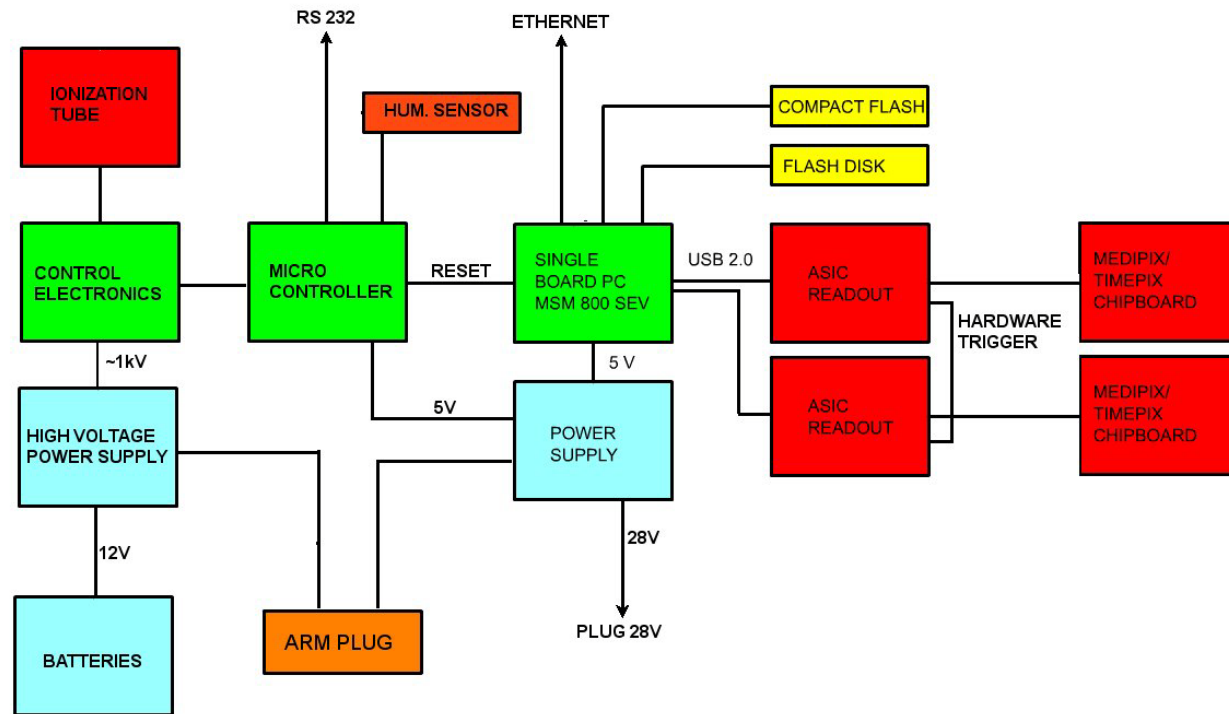 RS 232
ETHERNET
IONIZATION
TUBE
HUM. SENSOR
COMPACT FLASH
FLASH DISK
CONTROL
ELECTRONICS
MICRO
CONTROLLER
RESET
SINGLE
BOARD PC
MSM 800 SEV
USB 2.0
ASIC
READOUT
MEDIPIX/
TIMEPIX
CHIPBOARD
HARDWARE
TRIGGER
~1kV
5 V
HIGH VOLTAGE
POWER SUPPLY
5V
POWER
SUPPLY
ASIC
READOUT
MEDIPIX/
TIMEPIX
CHIPBOARD
12V
28V
BATTERIES
ARM PLUG
PLUG 28V